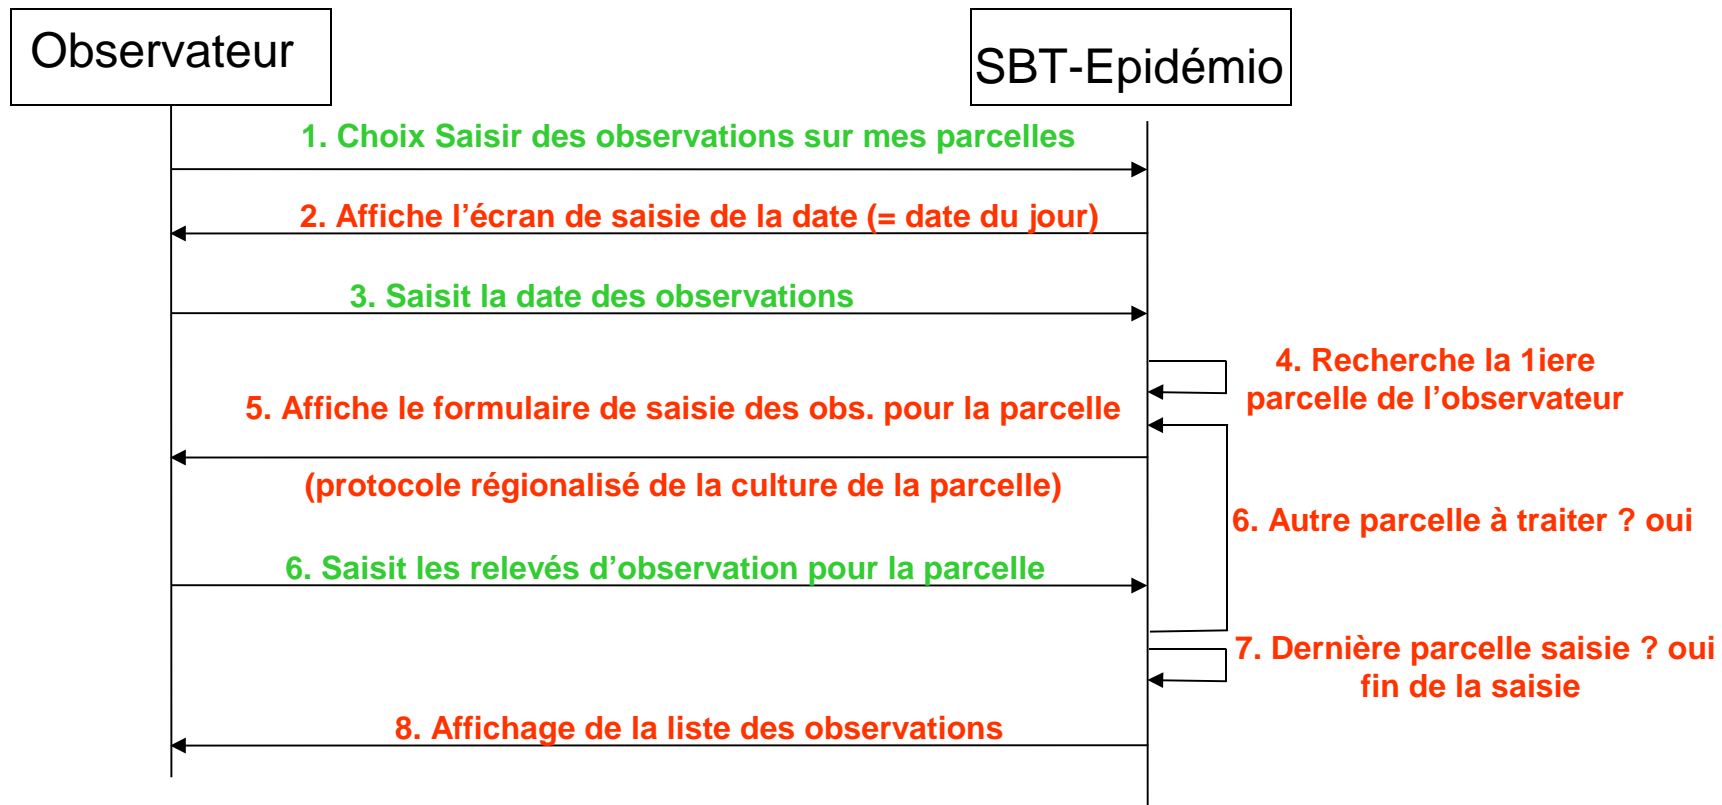 Observateur
SBT-Epidémio
1. Choix Saisir des observations sur mes parcelles
2. Affiche l’écran de saisie de la date (= date du jour)
3. Saisit la date des observations
4. Recherche la 1iere
parcelle de l’observateur
5. Affiche le formulaire de saisie des obs. pour la parcelle
(protocole régionalisé de la culture de la parcelle)
6. Autre parcelle à traiter ? oui
6. Saisit les relevés d’observation pour la parcelle
7. Dernière parcelle saisie ? oui
fin de la saisie
8. Affichage de la liste des observations